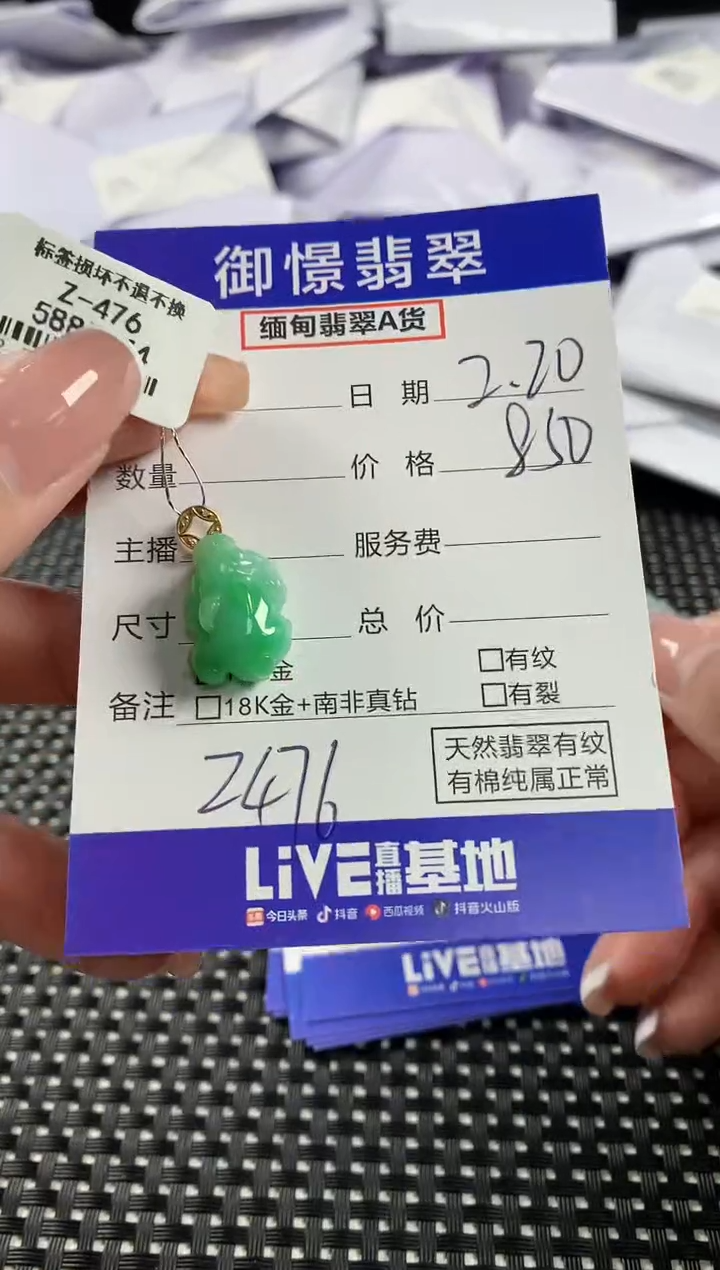 标签损坏不退不换
Z-476
御憬翡翠
缅甸翡翠A货
日期 2.20
数量 价格 850
主播 服务费
尺寸 总价
金 □有纹
备注 □18K金+南非真钻 □有裂
天然翡翠有纹
有棉纯属正常
Z476
LiVE直播基地
今日头条 抖音 西瓜视频 抖音火山版
LiVE直播基地